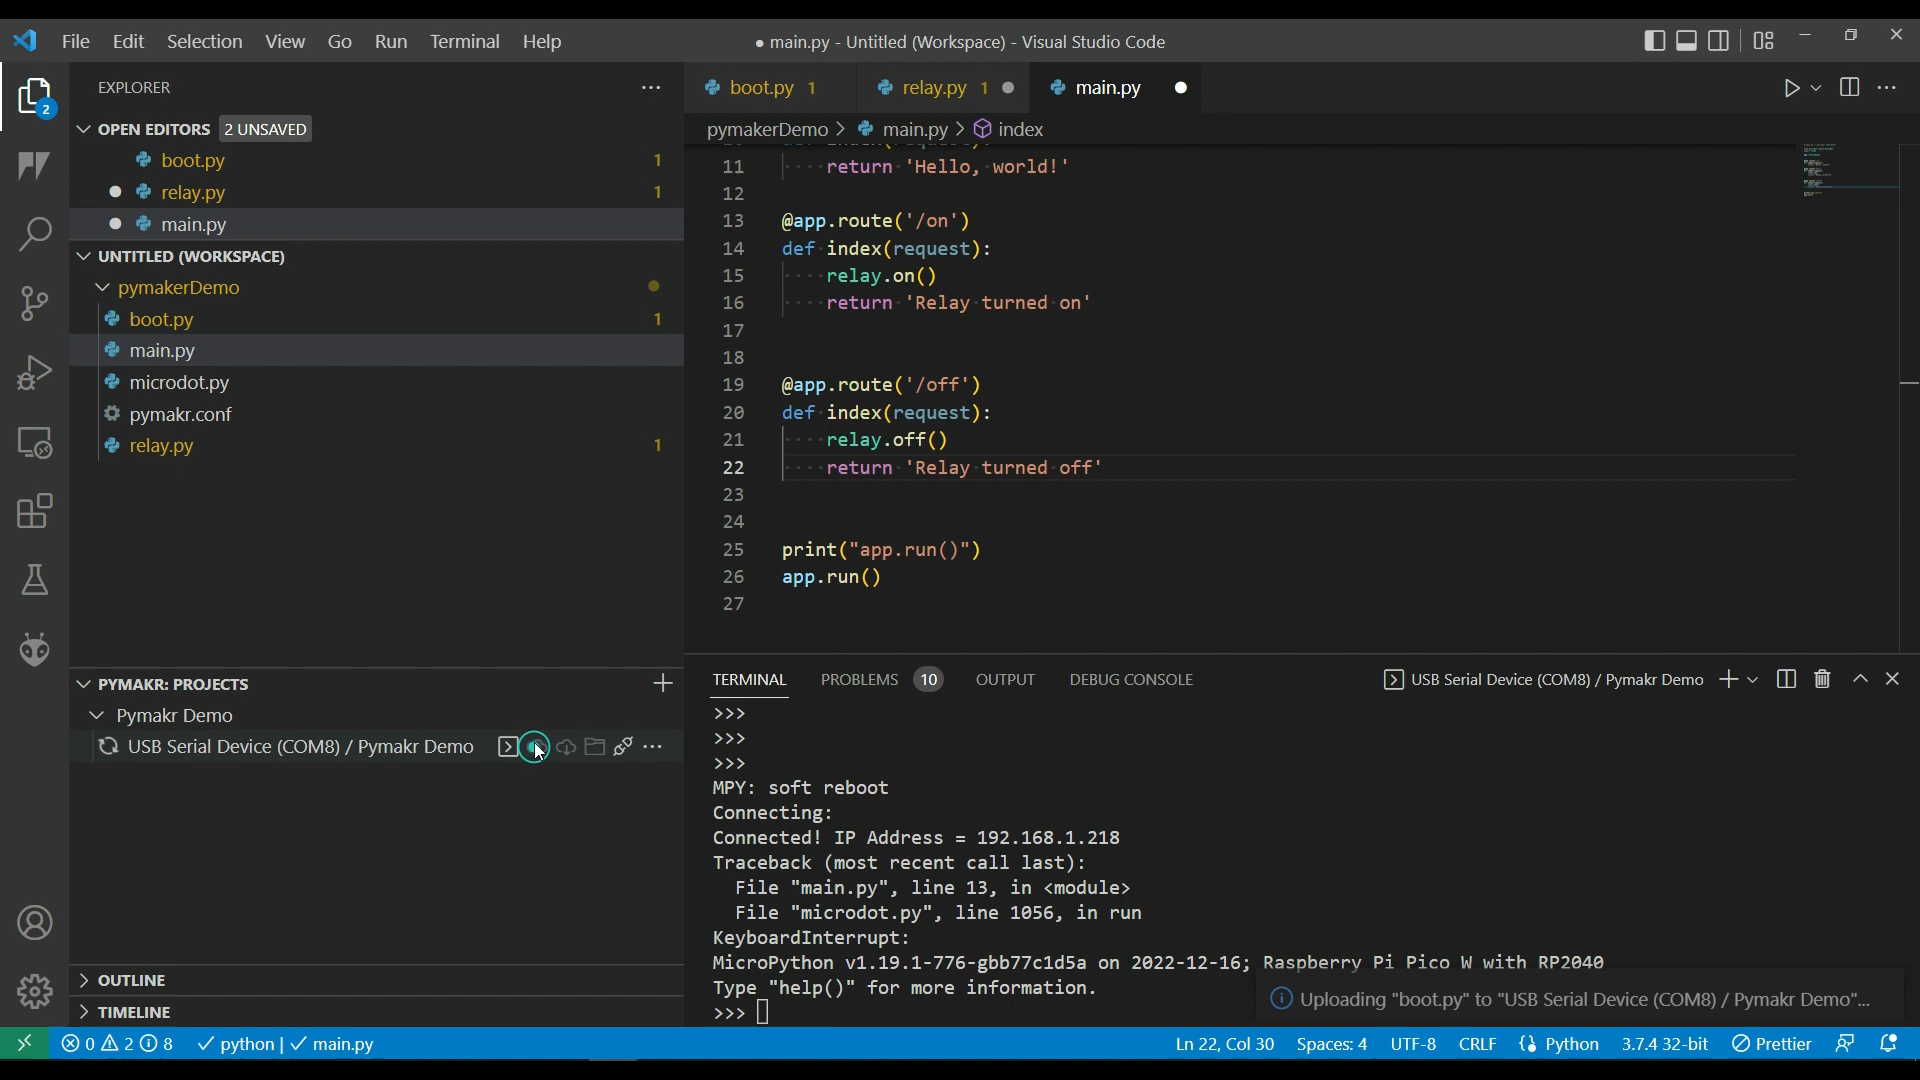 File Edit Selection View Go Run Terminal Help
● main.py - Untitled (Workspace) - Visual Studio Code
EXPLORER
2
OPEN EDITORS 2 UNSAVED
boot.py 1
relay.py 1
main.py
UNTITLED (WORKSPACE)
pymakerDemo
boot.py 1
main.py
microdot.py
pymakr.conf
relay.py 1
PYMAKR: PROJECTS
Pymakr Demo
USB Serial Device (COM8) / Pymakr Demo
OUTLINE
TIMELINE
boot.py 1 relay.py 1 main.py
pymakerDemo > main.py > index
11 return 'Hello, world!'
12
13 @app.route('/on')
14 def index(request):
15 relay.on()
16 return 'Relay turned on'
17
18
19 @app.route('/off')
20 def index(request):
21 relay.off()
22 return 'Relay turned off'
23
24
25 print("app.run()")
26 app.run()
27
TERMINAL PROBLEMS 10 OUTPUT DEBUG CONSOLE
USB Serial Device (COM8) / Pymakr Demo
>>>
>>>
>>>
MPY: soft reboot
Connecting:
Connected! IP Address = 192.168.1.218
Traceback (most recent call last):
File "main.py", line 13, in <module>
File "microdot.py", line 1056, in run
KeyboardInterrupt:
MicroPython v1.19.1-776-gbb77c1d5a on 2022-12-16; Raspberry Pi Pico W with RP2040
Type "help()" for more information.
>>>
Uploading "boot.py" to "USB Serial Device (COM8) / Pymakr Demo"...
0 2 8 python | main.py
Ln 22, Col 30 Spaces: 4 UTF-8 CRLF Python 3.7.4 32-bit Prettier